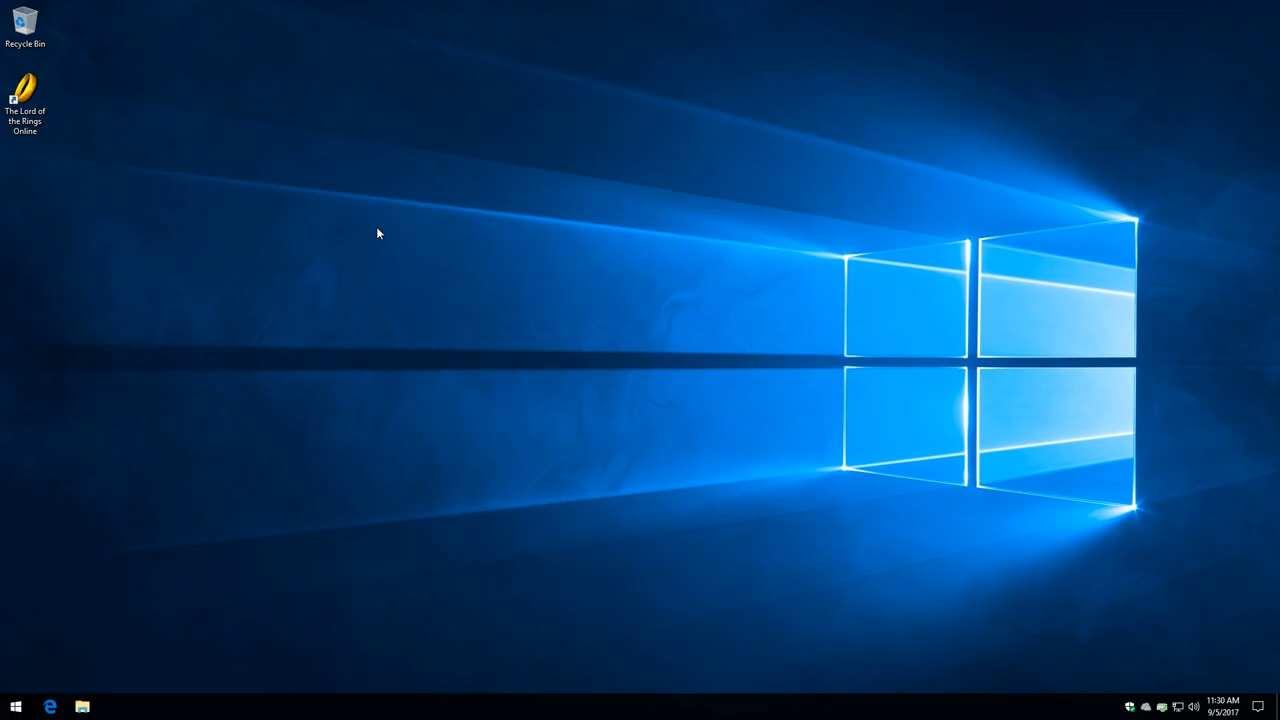 Recycle Bin
The Lord of
the Rings
Online
11:30 AM
9/5/2017